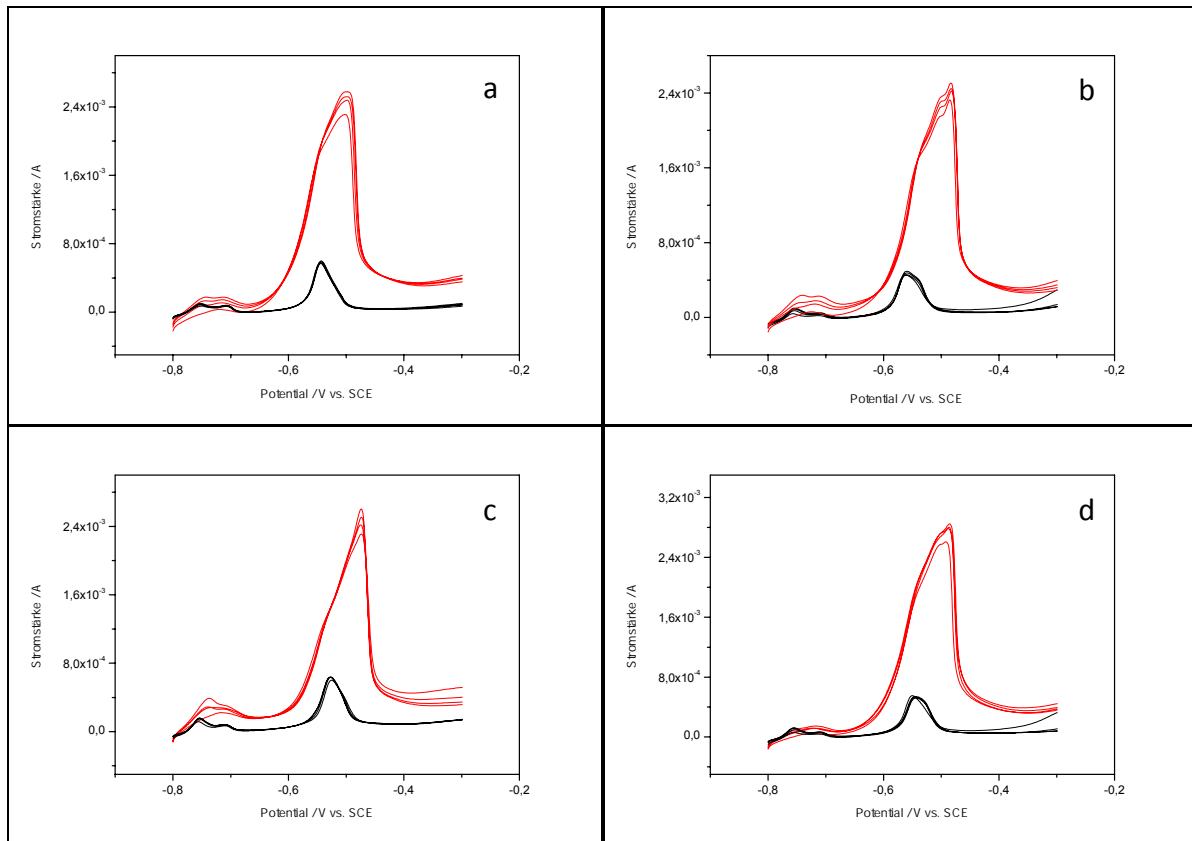 a
2,4x10⁻³
1,6x10⁻³
8,0x10⁻⁴
0,0
Stromstärke /A
-0,8
-0,6
-0,4
-0,2
Potential /V vs. SCE
b
2,4x10⁻³
1,6x10⁻³
8,0x10⁻⁴
0,0
Stromstärke /A
-0,8
-0,6
-0,4
-0,2
Potential /V vs. SCE
c
2,4x10⁻³
1,6x10⁻³
8,0x10⁻⁴
0,0
Stromstärke /A
-0,8
-0,6
-0,4
-0,2
Potential /V vs. SCE
d
3,2x10⁻³
2,4x10⁻³
1,6x10⁻³
8,0x10⁻⁴
0,0
Stromstärke /A
-0,8
-0,6
-0,4
-0,2
Potential /V vs. SCE